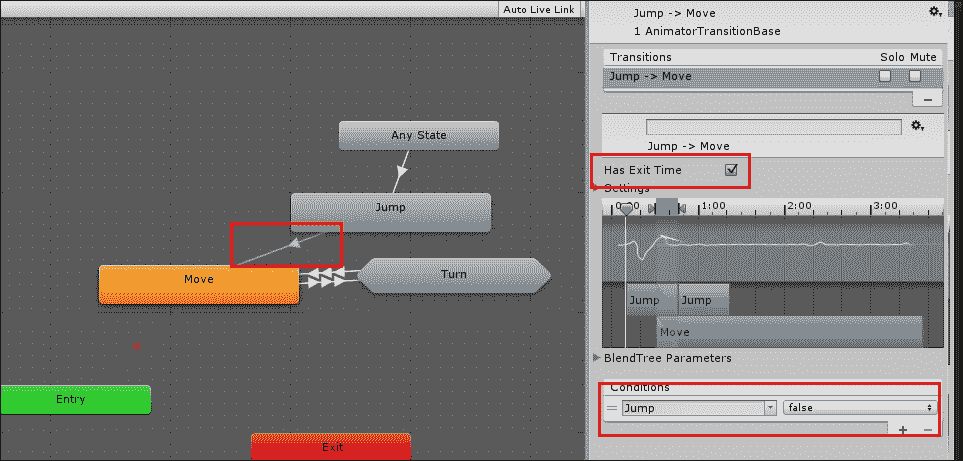 Auto Live Link
Any State
Jump
Move
Turn
Entry
Exit
Jump -> Move
1 AnimatorTransitionBase
Transitions Solo Mute
Jump -> Move
Jump -> Move
Has Exit Time
Settings
0:00 1:00 2:00 3:00
Jump Jump
Move
BlendTree Parameters
Conditions
Jump false